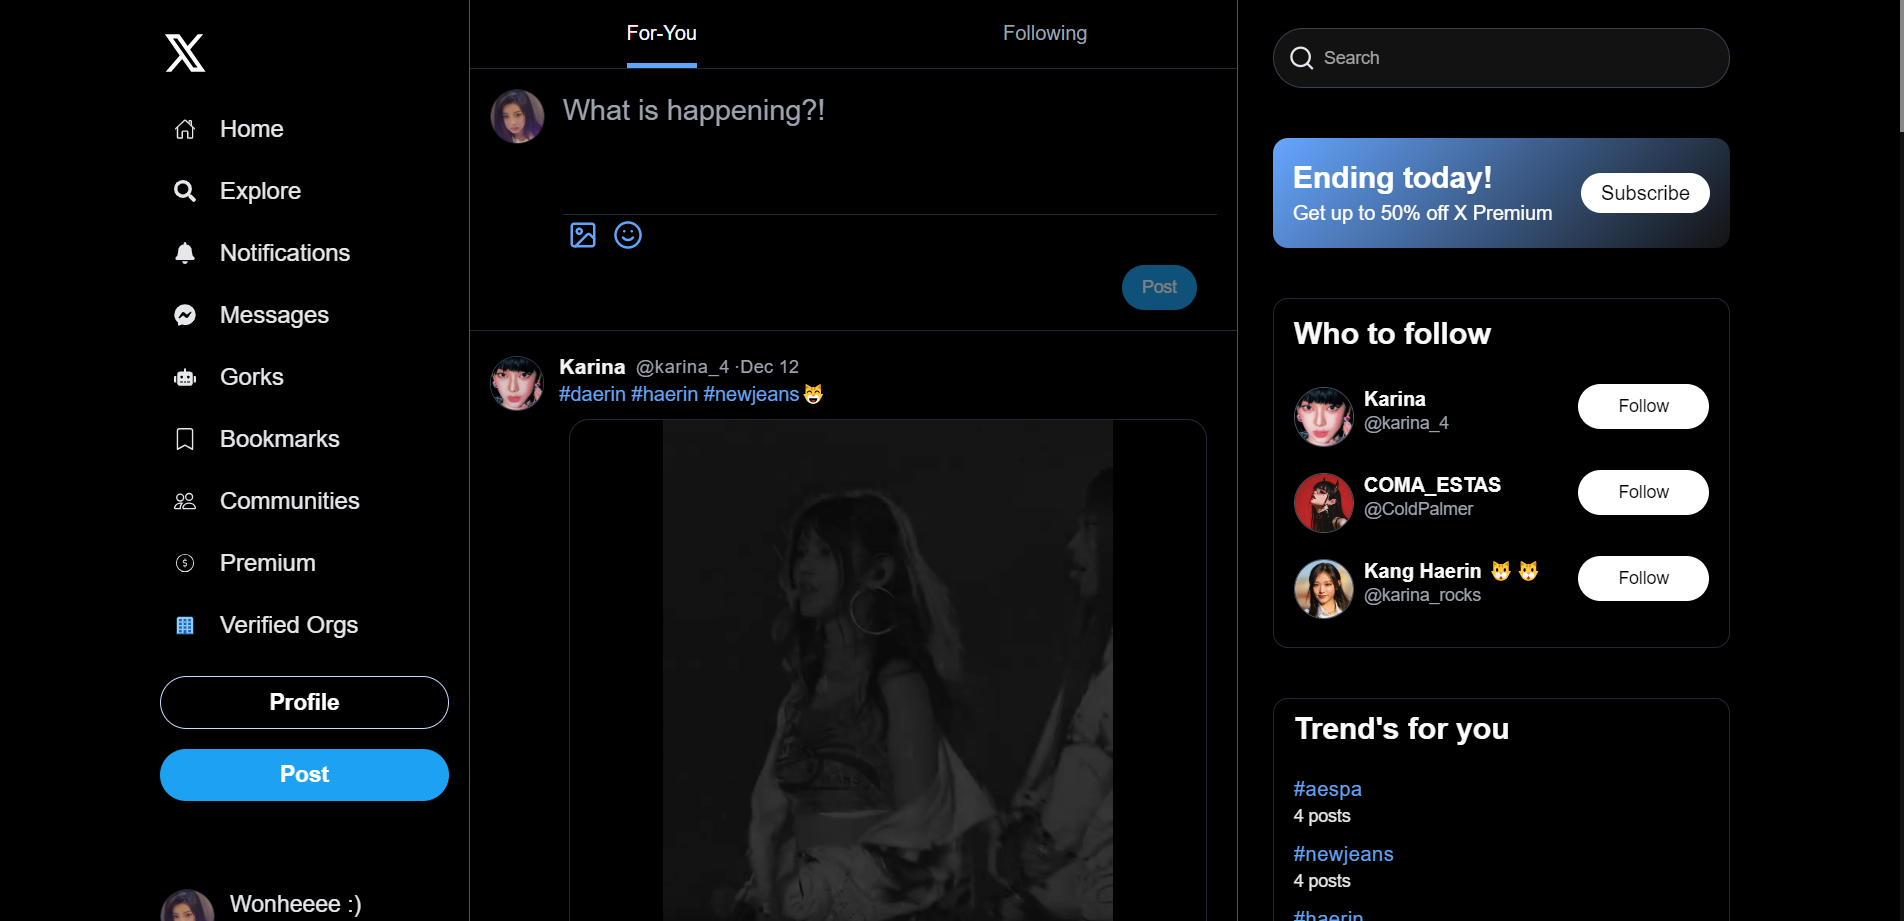 Home
Explore
Notifications
Messages
Gorks
Bookmarks
Communities
Premium
Verified Orgs
Profile
Post
Wonheeee :)
For-You
Following
What is happening?!
Post
Karina @karina_4 ·Dec 12
#daerin #haerin #newjeans😸
Search
Ending today!
Get up to 50% off X Premium
Subscribe
Who to follow
Karina
@karina_4
Follow
COMA_ESTAS
@ColdPalmer
Follow
Kang Haerin 🐱 🐱
@karina_rocks
Follow
Trend's for you
#aespa
4 posts
#newjeans
4 posts
#haerin